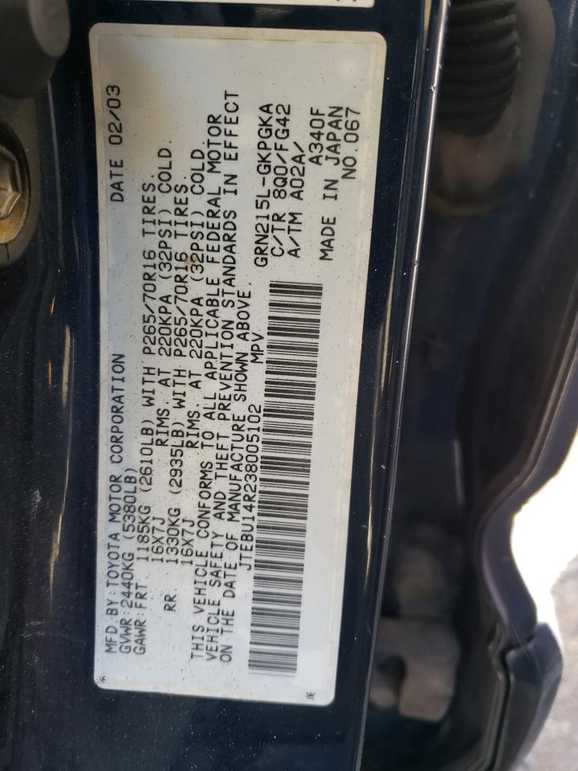 MFD.BY:TOYOTA MOTOR CORPORATION DATE 02/03
GVWR:2440KG (5380LB)
GAWR:FRT. 1185KG (2610LB) WITH P265/70R16 TIRES.
16X7J RIMS. AT 220KPA (32PSI) COLD.
RR. 1330KG (2935LB) WITH P265/70R16 TIRES.
16X7J RIMS. AT 220KPA (32PSI) COLD.
THIS VEHICLE CONFORMS TO ALL APPLICABLE FEDERAL MOTOR
VEHICLE SAFETY AND THEFT PREVENTION STANDARDS IN EFFECT
ON THE DATE OF MANUFACTURE SHOWN ABOVE.
JTEBU14R238005102 MPV
GRN215L-GKPGKA
C/TR 8Q0/FG42
A/TM A02A/
A340F
MADE IN JAPAN
NO.067